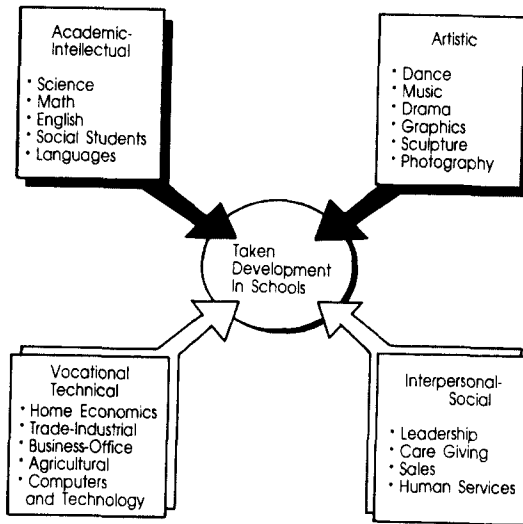 Academic-
Intellectual
• Science
• Math
• English
• Social Students
• Languages
Artistic
• Dance
• Music
• Drama
• Graphics
• Sculpture
• Photography
Taken
Development
In Schools
Vocational
Technical
• Home Economics
• Trade-Industrial
• Business-Office
• Agricultural
• Computers
and Technology
Interpersonal-
Social
• Leadership
• Care Giving
• Sales
• Human Services